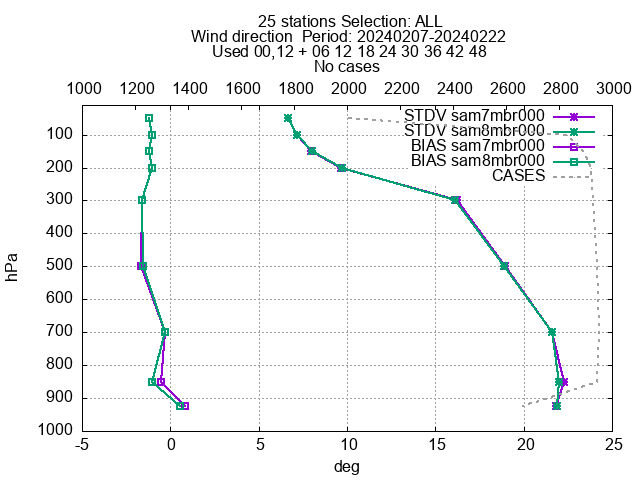 25 stations Selection: ALL
Wind direction  Period: 20240207-20240222
Used 00,12 + 06 12 18 24 30 36 42 48
No cases
1000 1200 1400 1600 1800 2000 2200 2400 2600 2800 3000
STDV sam7mbr000
STDV sam8mbr000
BIAS sam7mbr000
BIAS sam8mbr000
CASES
100
200
300
400
500
600
700
800
900
1000
hPa
-5 0 5 10 15 20 25
deg